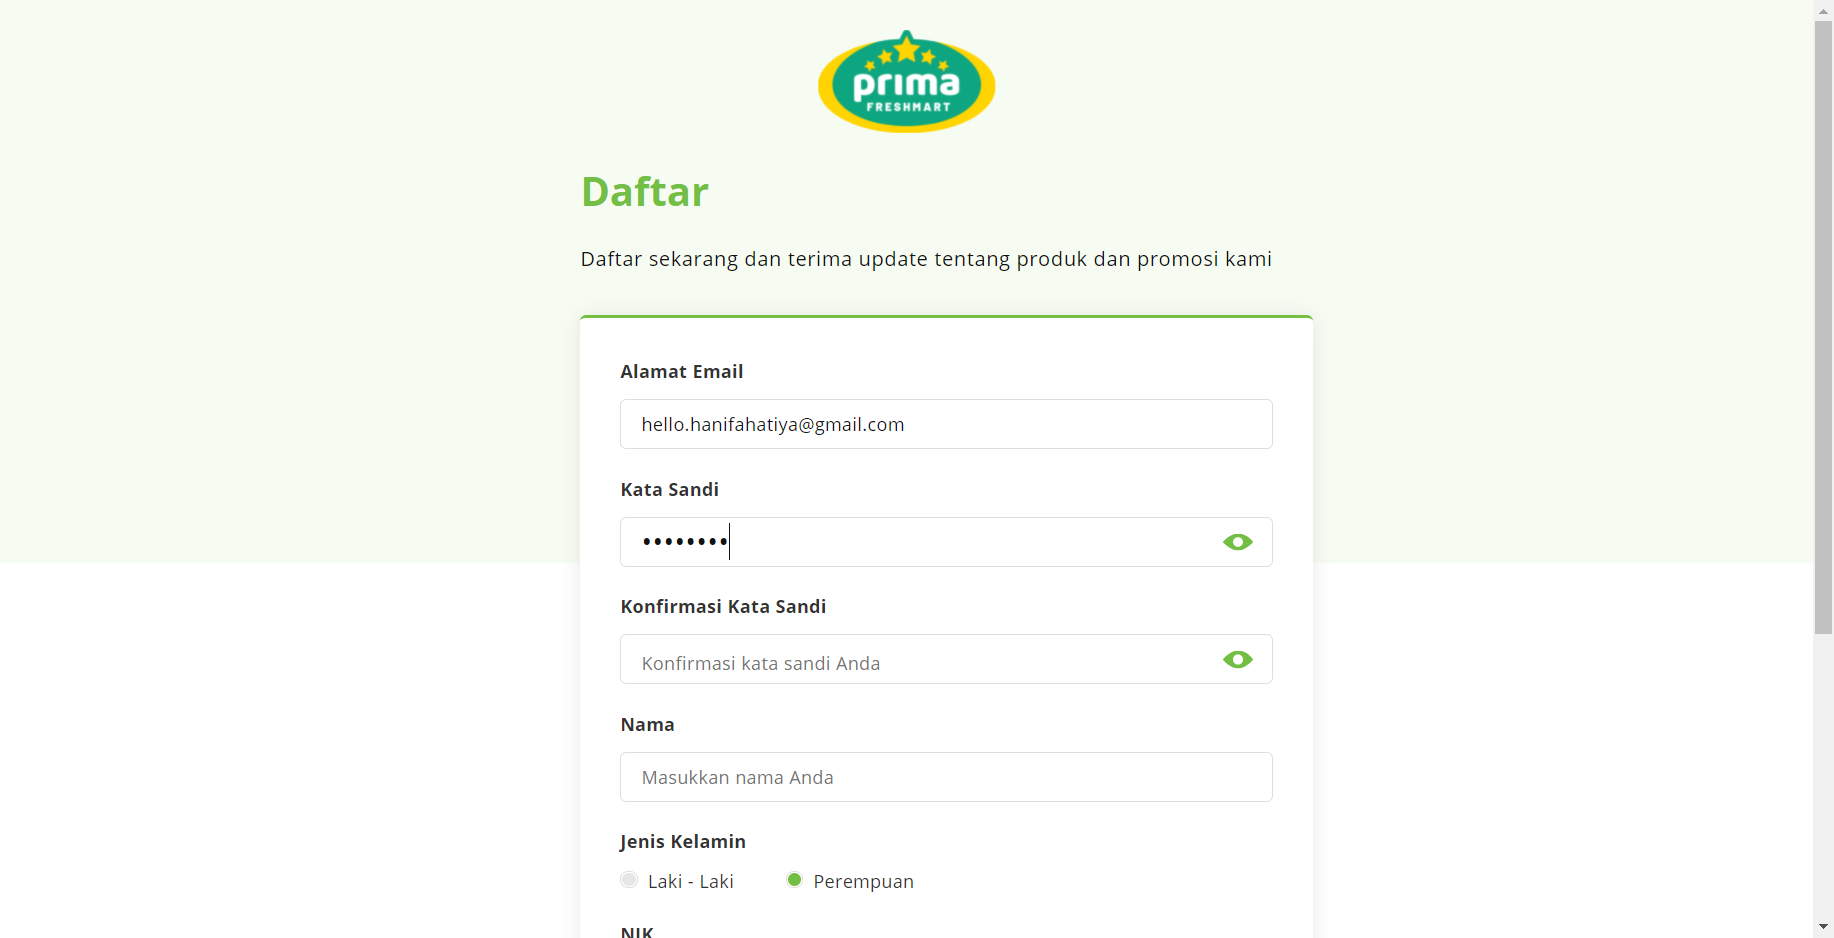 prima
FRESHMART
Daftar
Daftar sekarang dan terima update tentang produk dan promosi kami
Alamat Email
hello.hanifahatiya@gmail.com
Kata Sandi
••••••••
Konfirmasi Kata Sandi
Konfirmasi kata sandi Anda
Nama
Masukkan nama Anda
Jenis Kelamin
Laki - Laki Perempuan
NIK